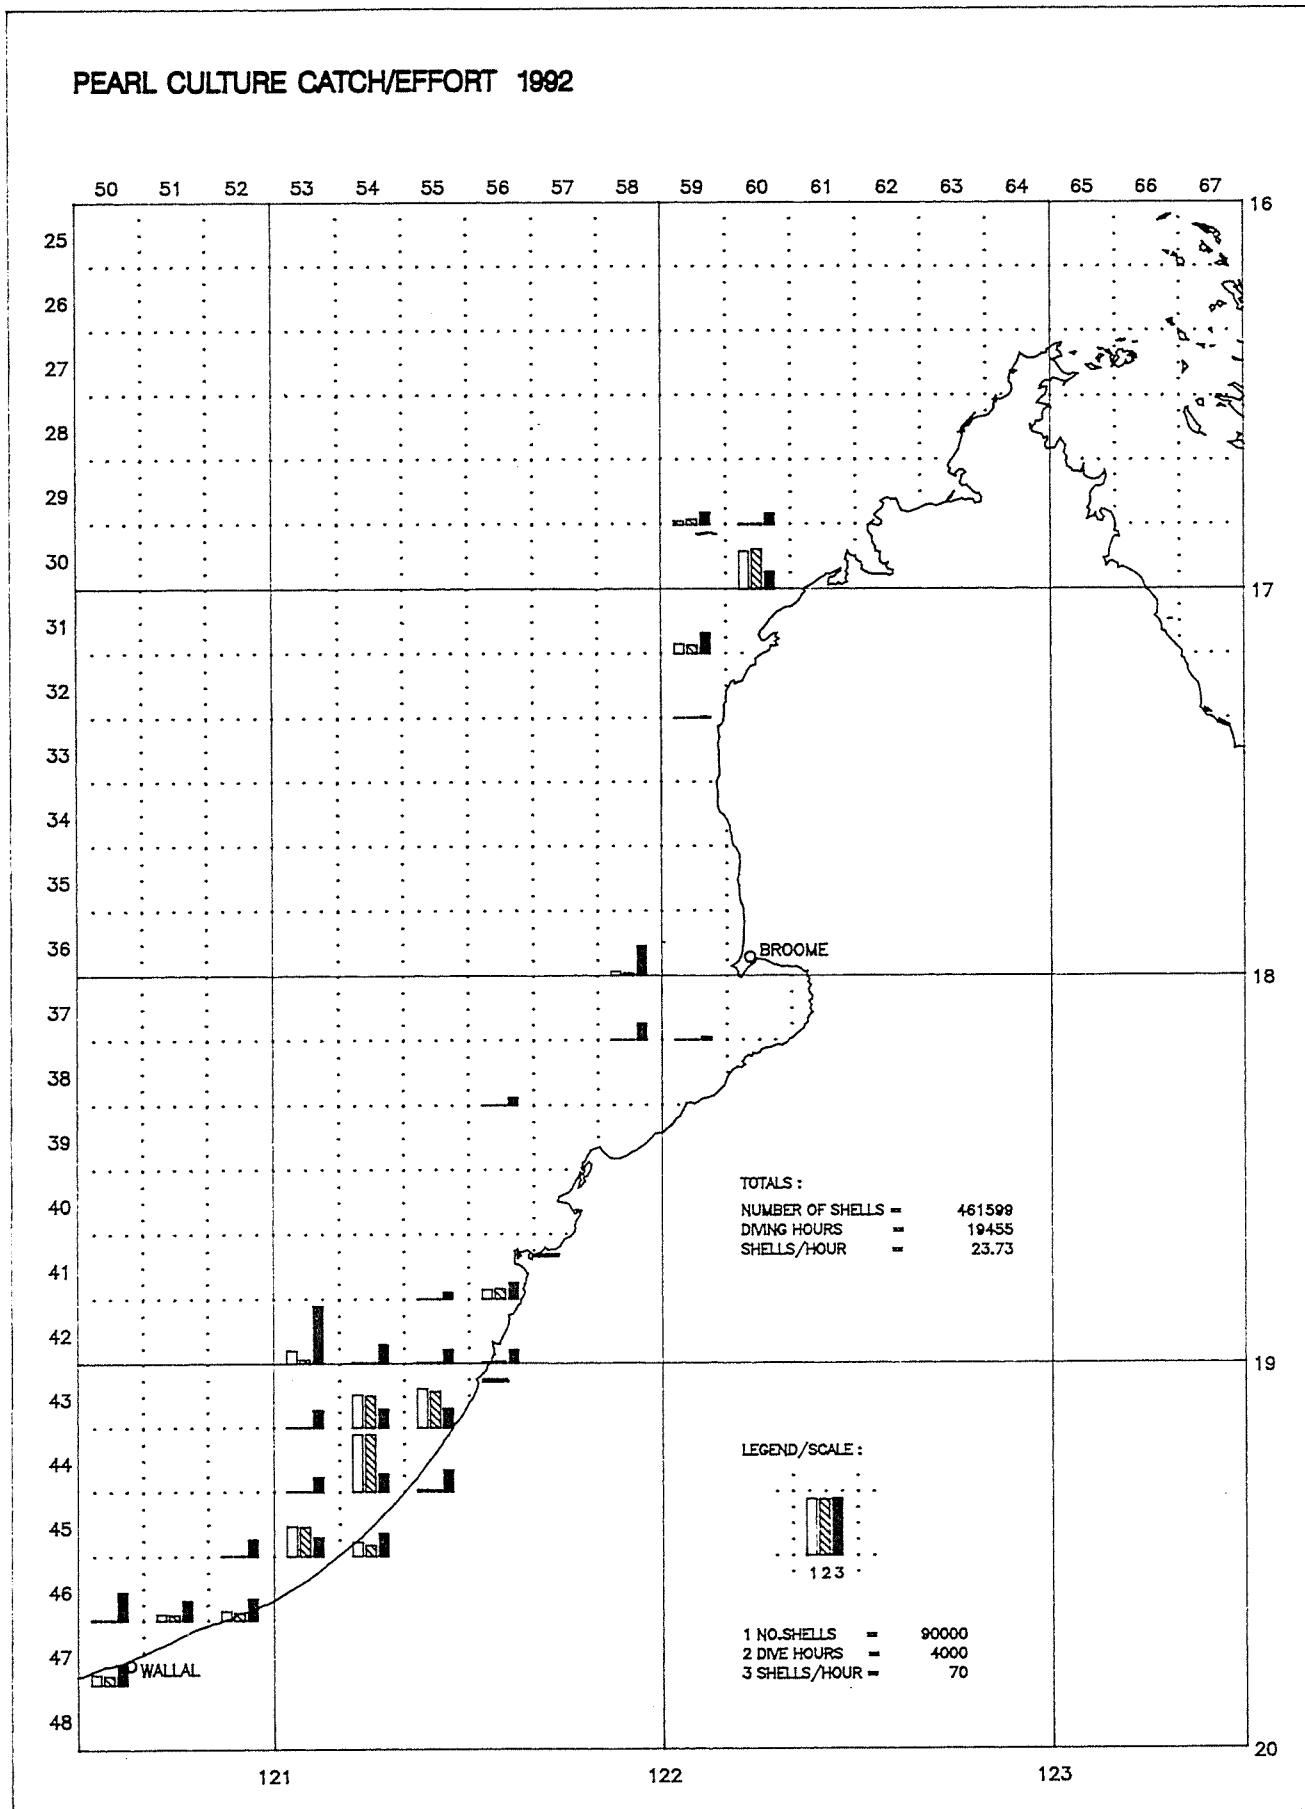 PEARL CULTURE CATCH/EFFORT 1992
50 51 52 53 54 55 56 57 58 59 60 61 62 63 64 65 66 67
16
25
26
27
28
29
30
17
31
32
33
34
35
36
BROOME
18
37
38
39
TOTALS :
40
NUMBER OF SHELLS = 461599
DIVING HOURS = 19455
SHELLS/HOUR = 23.73
41
42
19
43
LEGEND/SCALE :
44
45
1 2 3
46
1 NO.SHELLS = 90000
2 DIVE HOURS = 4000
47
WALLAL
3 SHELLS/HOUR = 70
48
20
121 122 123